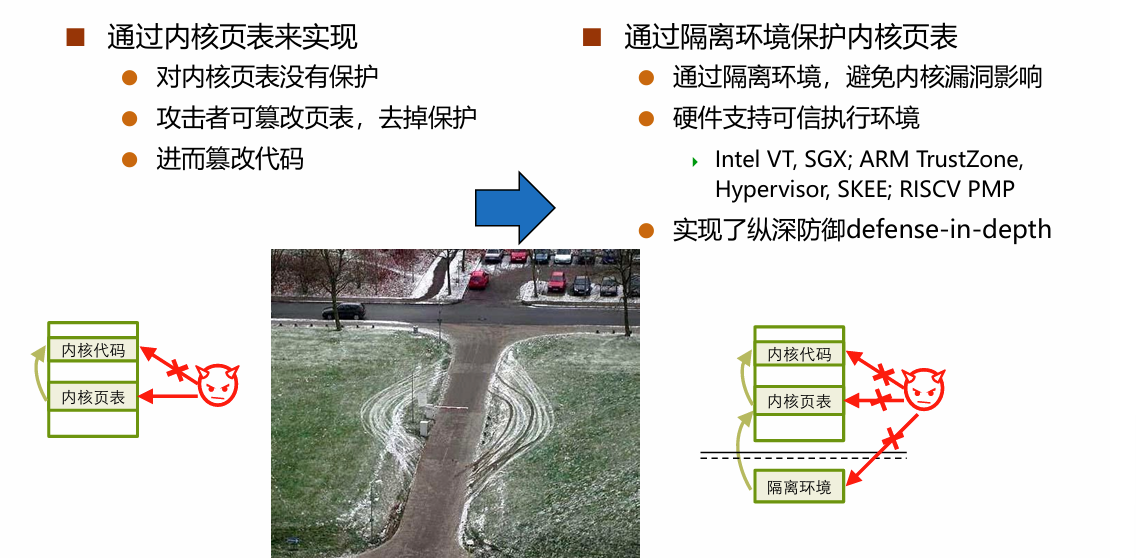 通过内核页表来实现
对内核页表没有保护
攻击者可篡改页表，去掉保护
进而篡改代码
通过隔离环境保护内核页表
通过隔离环境，避免内核漏洞影响
硬件支持可信执行环境
Intel VT, SGX; ARM TrustZone,
Hypervisor, SKEE; RISCV PMP
实现了纵深防御defense-in-depth
内核代码
内核页表
内核代码
内核页表
隔离环境